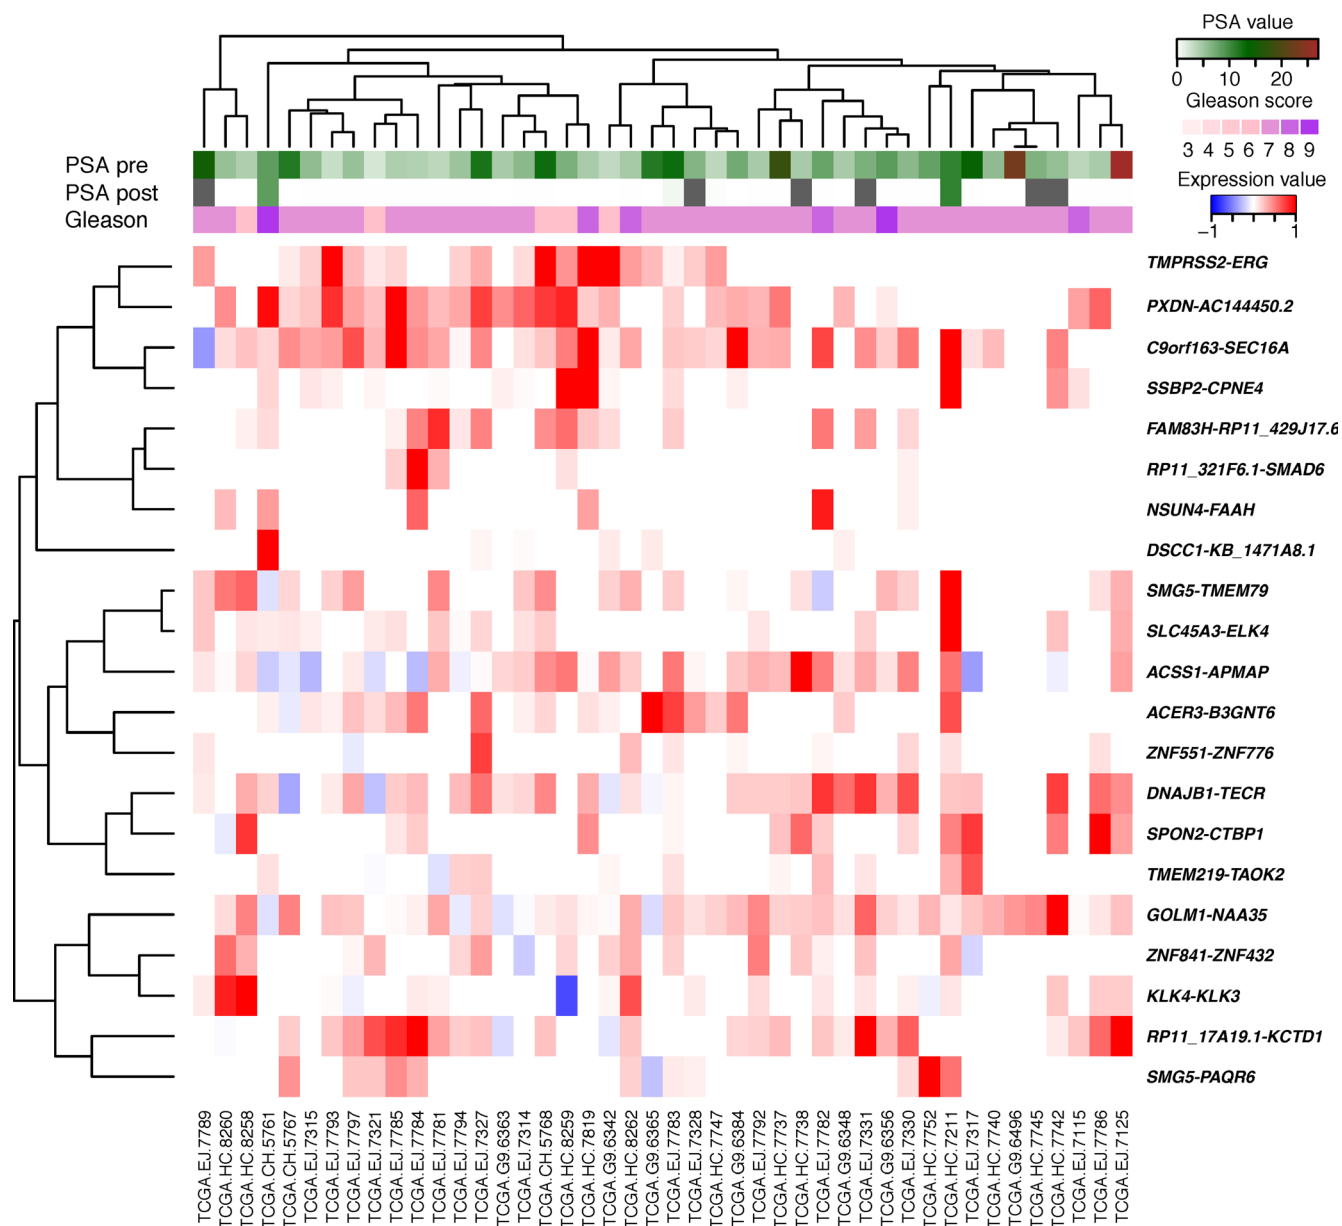 PSA value
0 10 20
Gleason score
3 4 5 6 7 8 9
Expression value
−1 1
PSA pre
PSA post
Gleason
TMPRSS2-ERG
PXDN-AC144450.2
C9orf163-SEC16A
SSBP2-CPNE4
FAM83H-RP11_429J17.6
RP11_321F6.1-SMAD6
NSUN4-FAAH
DSCC1-KB_1471A8.1
SMG5-TMEM79
SLC45A3-ELK4
ACSS1-APMAP
ACER3-B3GNT6
ZNF551-ZNF776
DNAJB1-TECR
SPON2-CTBP1
TMEM219-TAOK2
GOLM1-NAA35
ZNF841-ZNF432
KLK4-KLK3
RP11_17A19.1-KCTD1
SMG5-PAQR6
TCGA.EJ.7789
TCGA.HC.8260
TCGA.HC.8258
TCGA.CH.5761
TCGA.CH.5767
TCGA.EJ.7315
TCGA.EJ.7793
TCGA.EJ.7797
TCGA.EJ.7321
TCGA.EJ.7785
TCGA.EJ.7784
TCGA.EJ.7781
TCGA.EJ.7794
TCGA.EJ.7327
TCGA.G9.6363
TCGA.EJ.7314
TCGA.CH.5768
TCGA.HC.8259
TCGA.HC.7819
TCGA.G9.6342
TCGA.HC.8262
TCGA.G9.6365
TCGA.EJ.7783
TCGA.EJ.7328
TCGA.HC.7747
TCGA.G9.6384
TCGA.EJ.7792
TCGA.HC.7737
TCGA.HC.7738
TCGA.EJ.7782
TCGA.G9.6348
TCGA.EJ.7331
TCGA.G9.6356
TCGA.EJ.7330
TCGA.HC.7752
TCGA.HC.7211
TCGA.EJ.7317
TCGA.HC.7740
TCGA.G9.6496
TCGA.HC.7745
TCGA.HC.7742
TCGA.EJ.7115
TCGA.EJ.7786
TCGA.EJ.7125